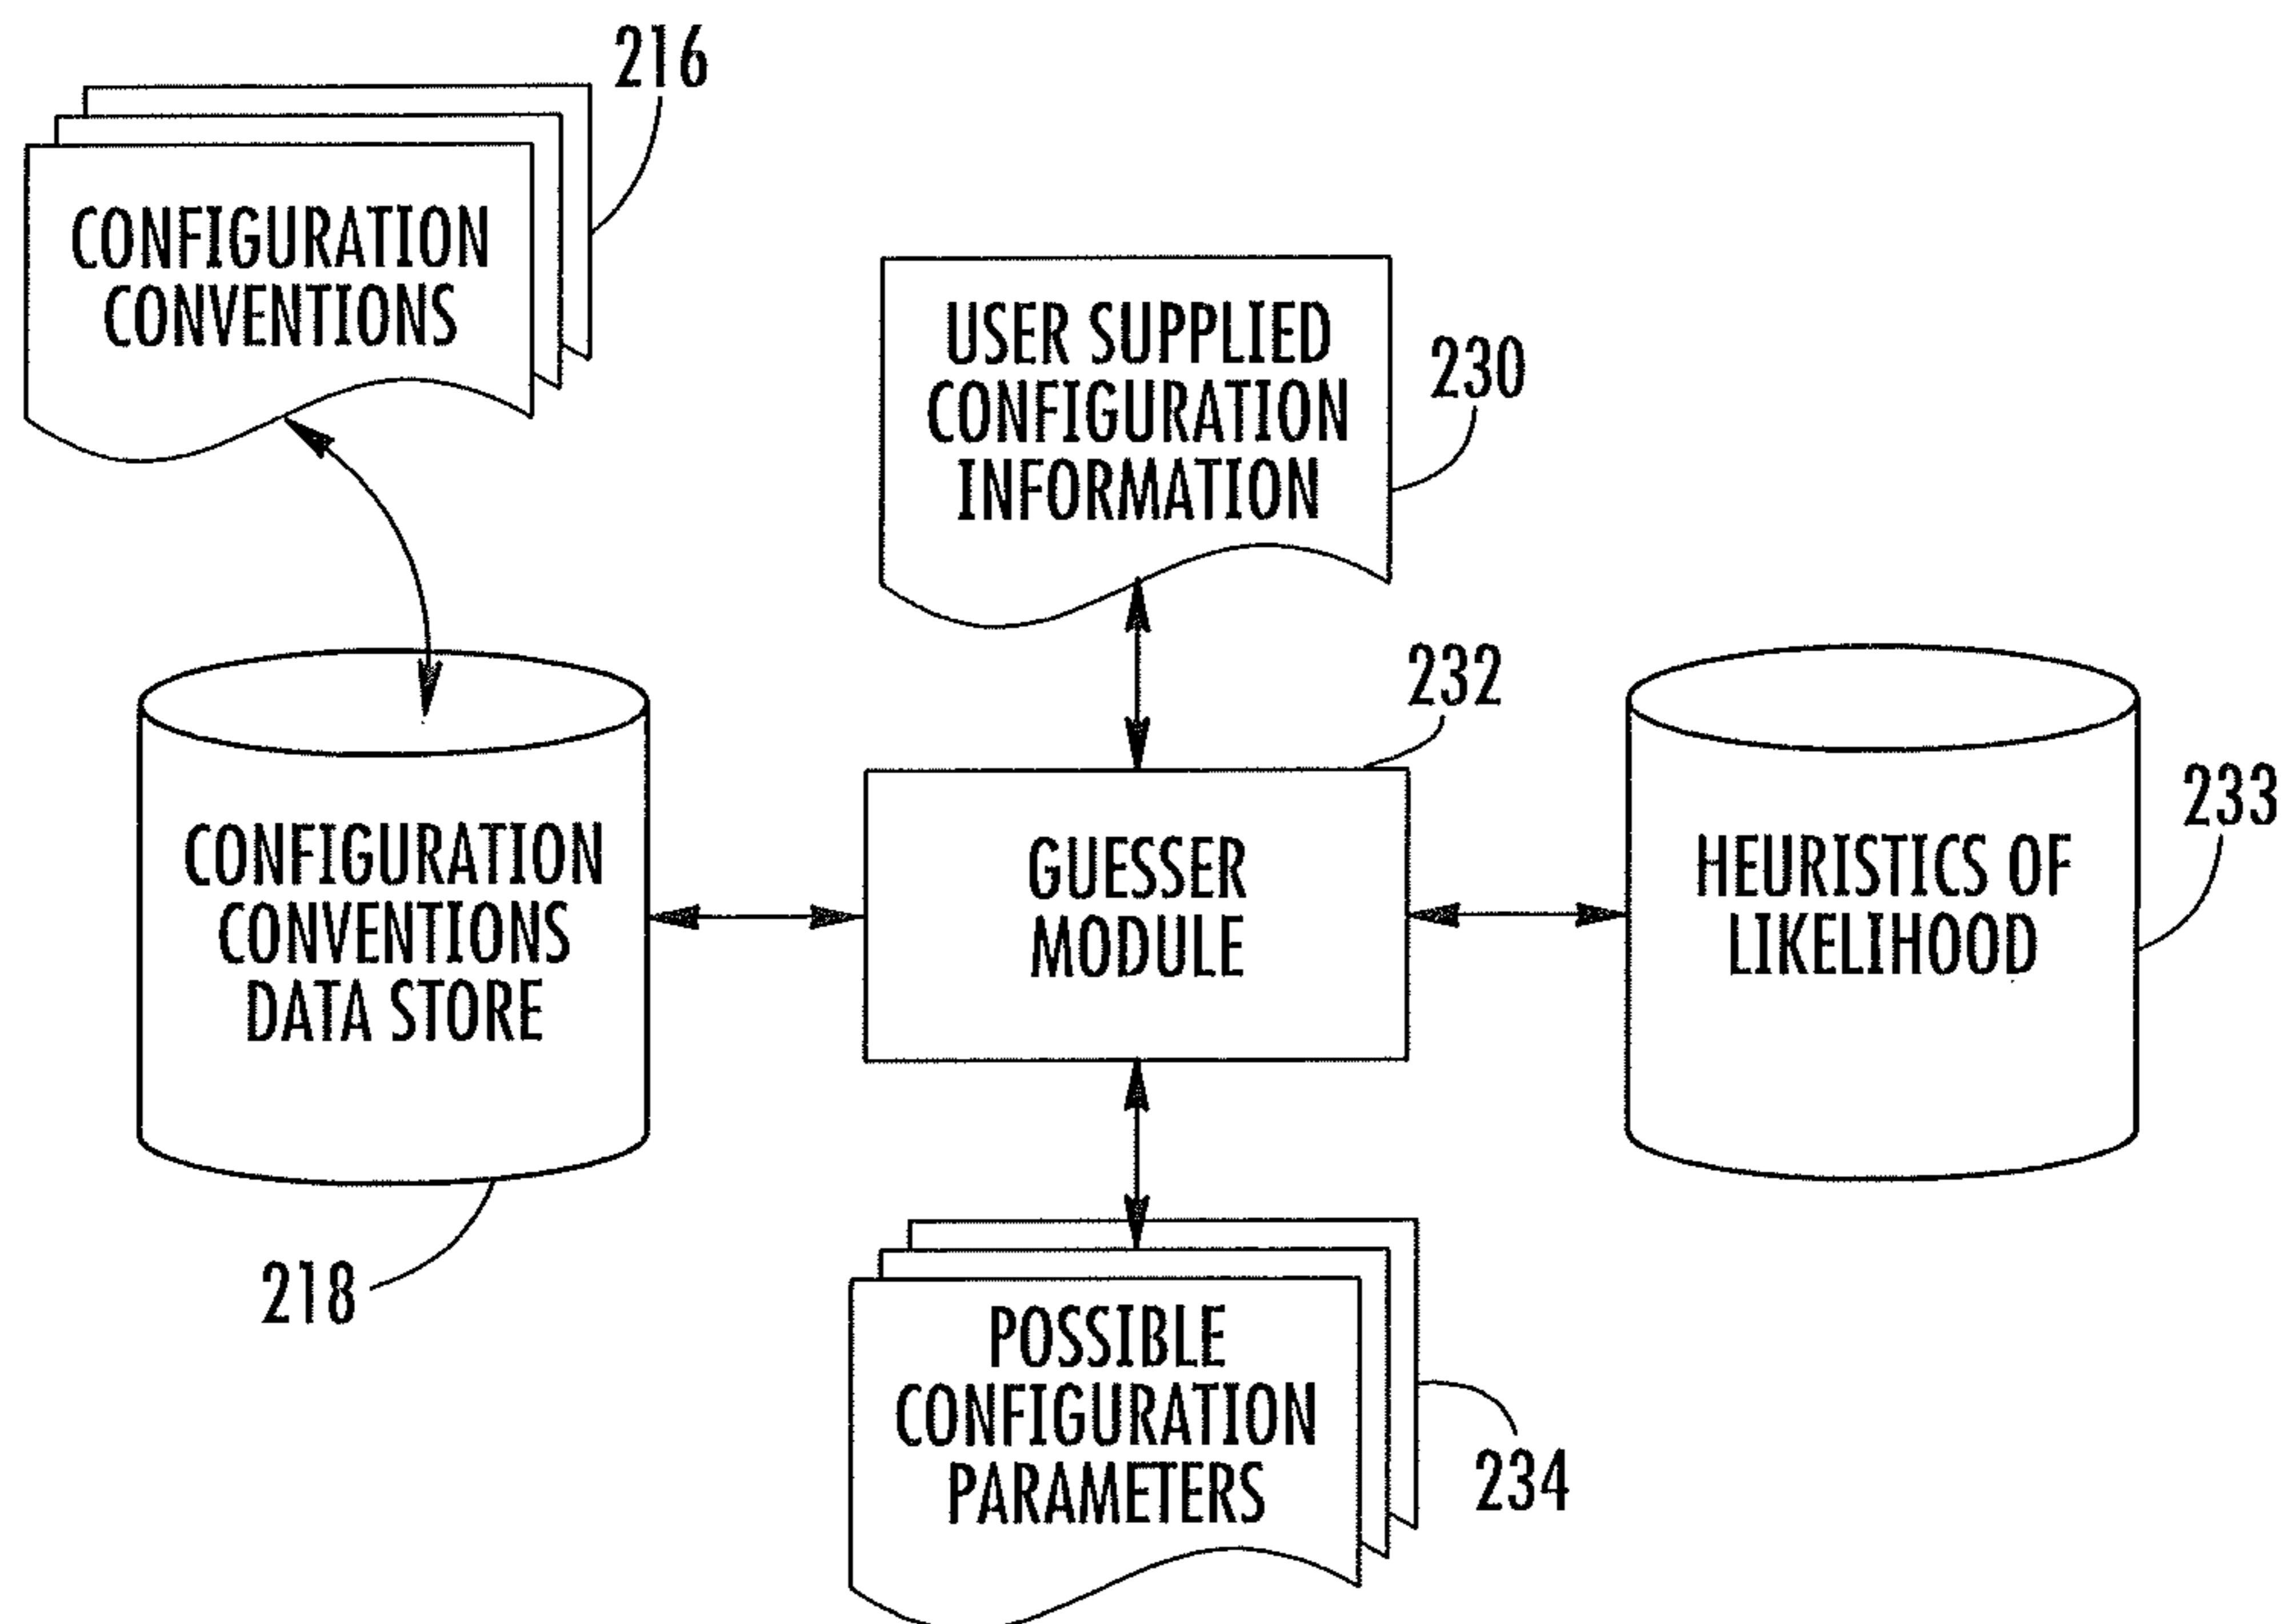 216
CONFIGURATION
CONVENTIONS
USER SUPPLIED
CONFIGURATION
INFORMATION
230
232
CONFIGURATION
CONVENTIONS
DATA STORE
GUESSER
MODULE
HEURISTICS OF
LIKELIHOOD
233
218
POSSIBLE
CONFIGURATION
PARAMETERS
234